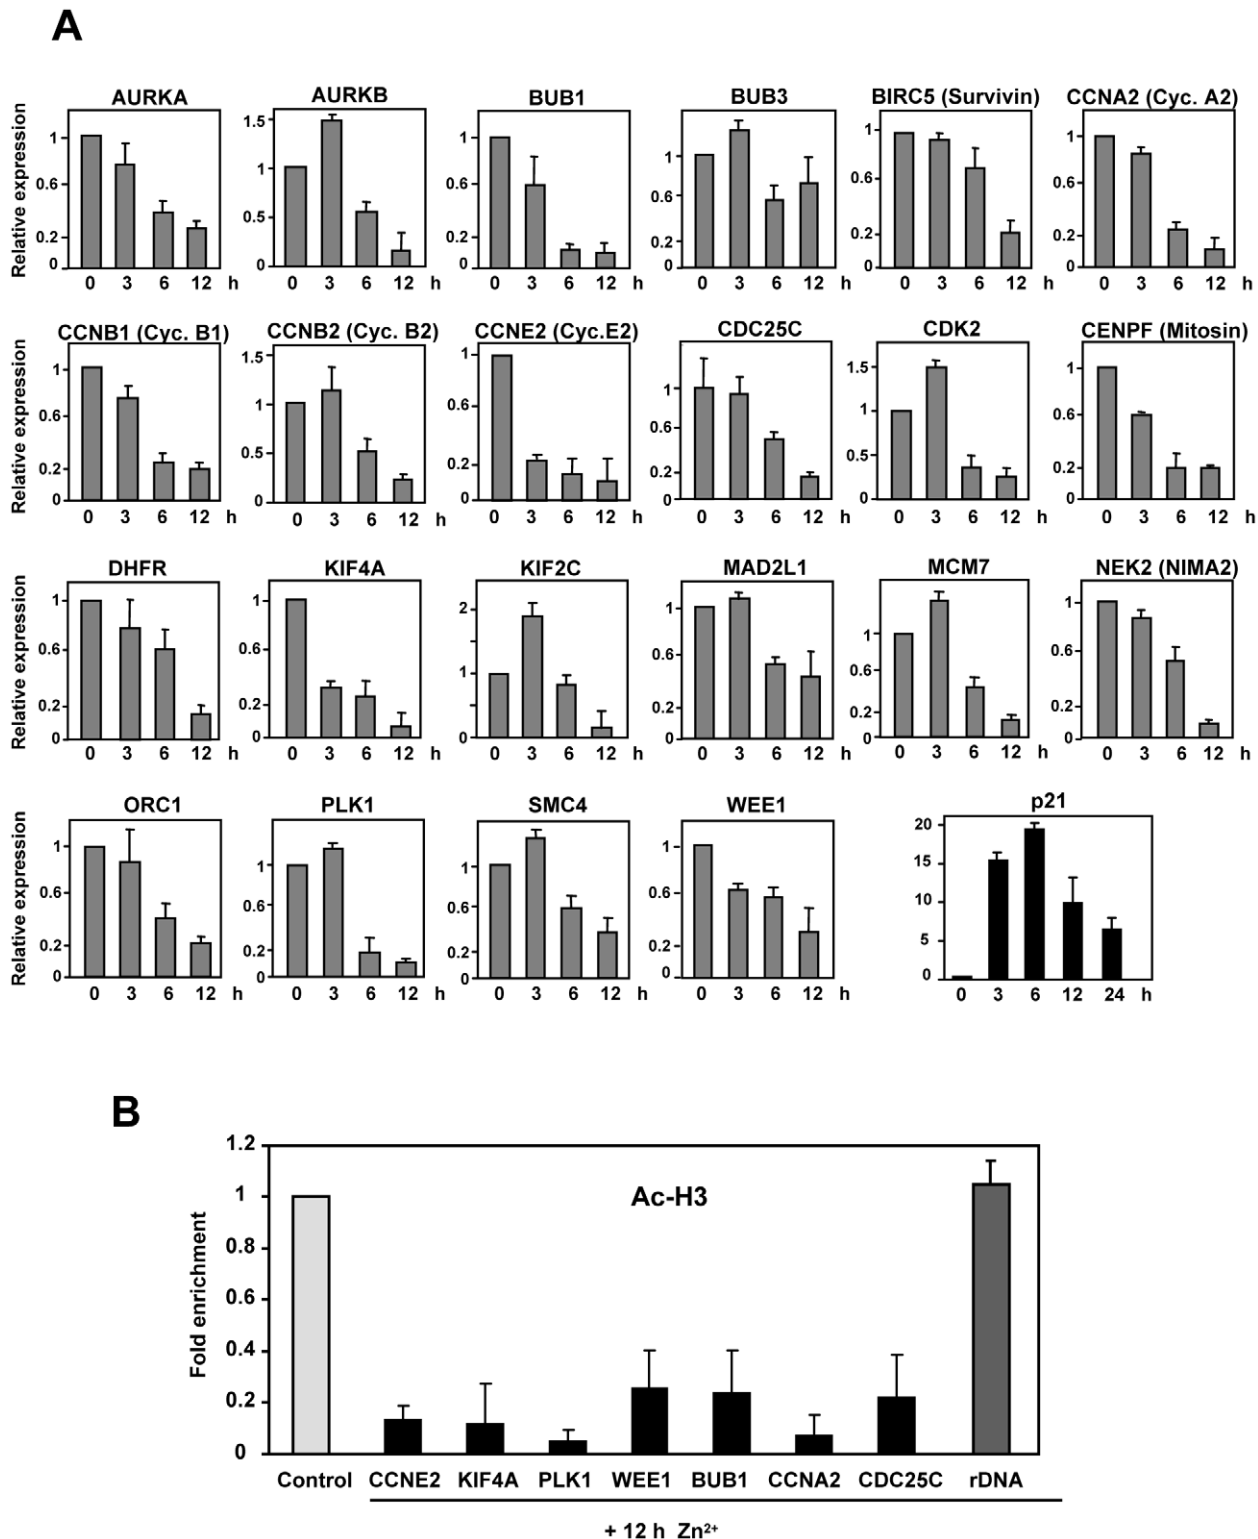 A
AURKA AURKB BUB1 BUB3 BIRC5 (Survivin) CCNA2 (Cyc. A2)
Relative expression
1 0.6 0.2 0
1.5 1 0.5 0
1 0.6 0.2 0
1 0.6 0.2 0
1 0.6 0.2 0
1 0.6 0.2 0
0 3 6 12 h 0 3 6 12 h 0 3 6 12 h 0 3 6 12 h 0 3 6 12 h 0 3 6 12 h
CCNB1 (Cyc. B1) CCNB2 (Cyc. B2) CCNE2 (Cyc.E2) CDC25C CDK2 CENPF (Mitosin)
Relative expression
1 0.6 0.2 0
1.5 1 0.5 0
1 0.6 0.2 0
1 0.6 0.2 0
1.5 1 0.5 0
1 0.6 0.2 0
0 3 6 12 h 0 3 6 12 h 0 3 6 12 h 0 3 6 12 h 0 3 6 12 h 0 3 6 12 h
DHFR KIF4A KIF2C MAD2L1 MCM7 NEK2 (NIMA2)
Relative expression
1 0.6 0.2 0
1 0.6 0.2 0
2 1 0
1 0.6 0.2 0
1 0.6 0.2 0
1 0.6 0.2 0
0 3 6 12 h 0 3 6 12 h 0 3 6 12 h 0 3 6 12 h 0 3 6 12 h 0 3 6 12 h
ORC1 PLK1 SMC4 WEE1 p21
Relative expression
1 0.6 0.2 0
1 0.2 0
1 0.6 0.2 0
1 0.6 0.2 0
20 15 10 5 0
0 3 6 12 h 0 3 6 12 h 0 3 6 12 h 0 3 6 12 h 0 3 6 12 24 h
B
Fold enrichment
1.2
1
0.8
0.6
0.4
0.2
0
Ac-H3
Control CCNE2 KIF4A PLK1 WEE1 BUB1 CCNA2 CDC25C rDNA
+ 12 h Zn²⁺